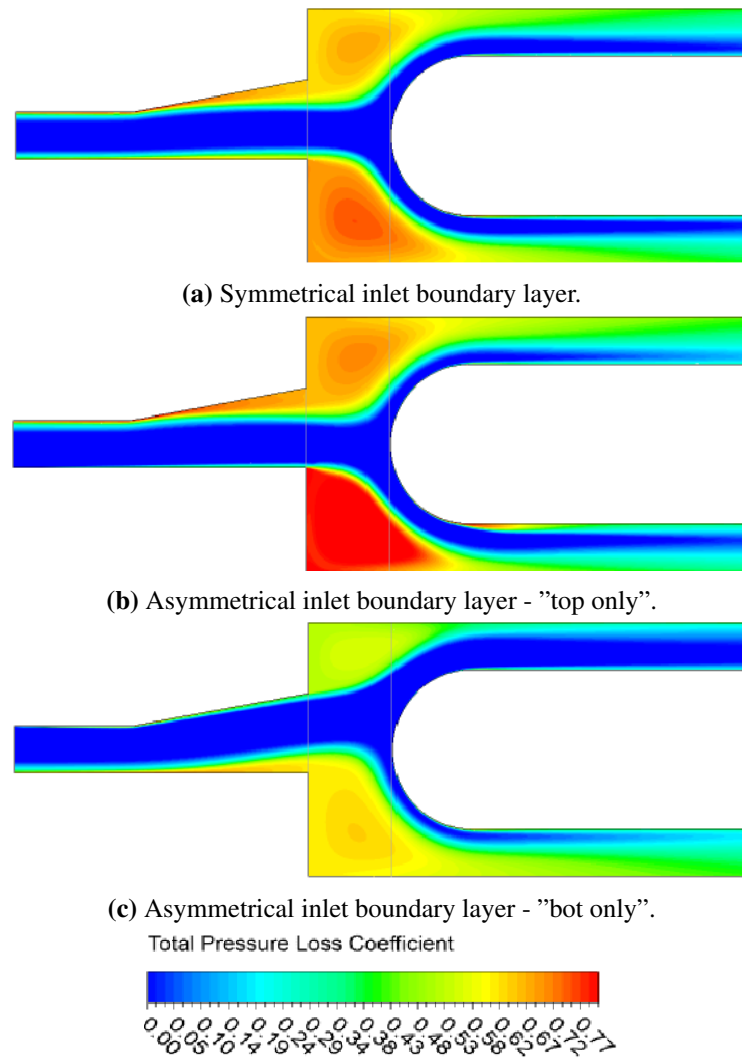 (a) Symmetrical inlet boundary layer.
(b) Asymmetrical inlet boundary layer - ”top only”.
(c) Asymmetrical inlet boundary layer - ”bot only”.
Total Pressure Loss Coefficient
0.00 0.05 0.10 0.14 0.19 0.24 0.29 0.34 0.38 0.43 0.48 0.53 0.58 0.62 0.67 0.72 0.77